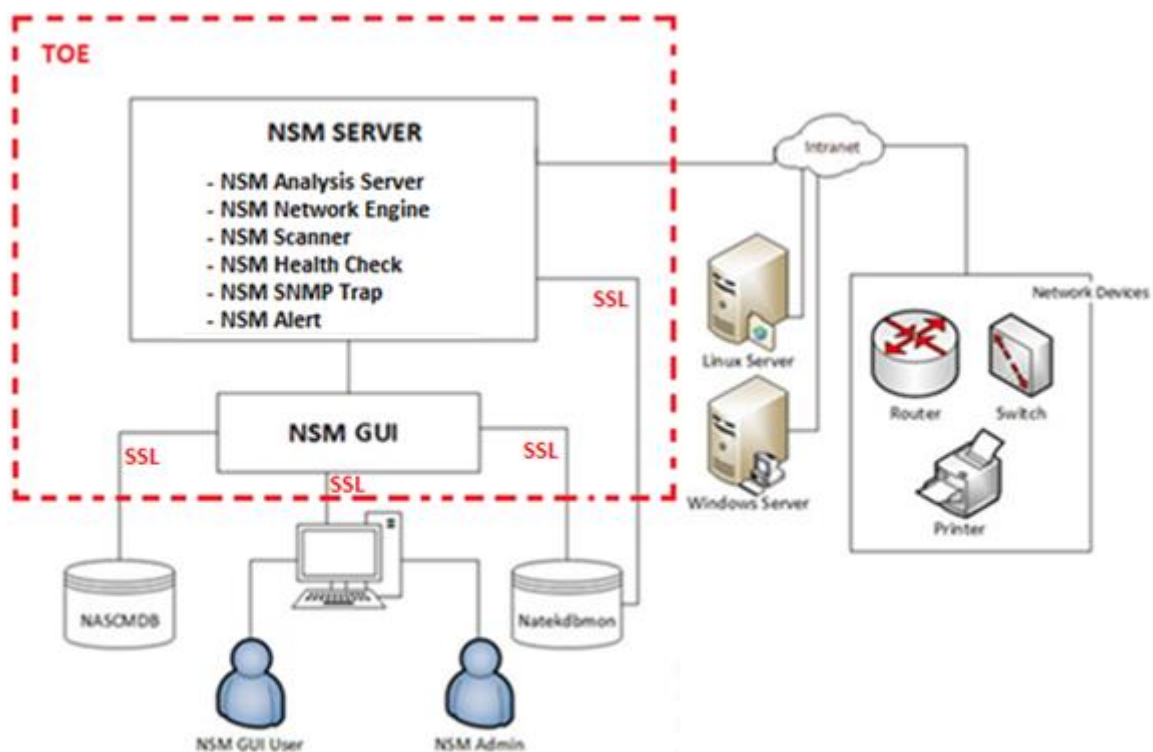 TOE
NSM SERVER
- NSM Analysis Server
- NSM Network Engine
- NSM Scanner
- NSM Health Check
- NSM SNMP Trap
- NSM Alert
Intranet
SSL
Network Devices
Linux Server
Router
Switch
NSM GUI
SSL
SSL
SSL
Windows Server
Printer
NASCMDB
Natekdbmon
NSM GUI User
NSM Admin